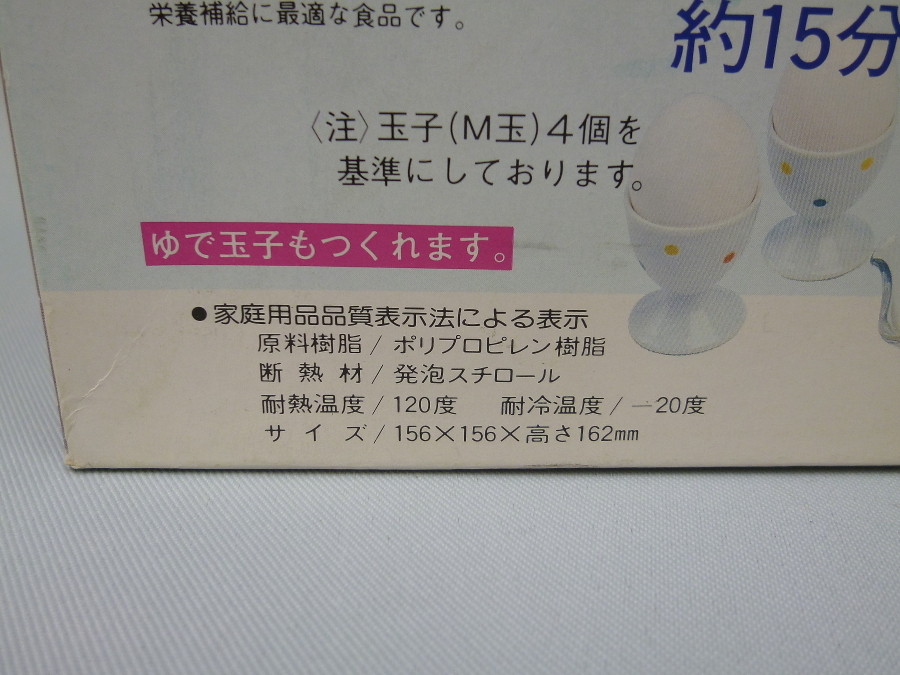 栄養補給に最適な食品です。
約15分
〈注〉玉子(M玉)4個を
基準にしております。
ゆで玉子もつくれます。
●家庭用品品質表示法による表示
原料樹脂/ポリプロピレン樹脂
断熱材/発泡スチロール
耐熱温度/120度 耐冷温度/−20度
サイズ/156×156×高さ162mm